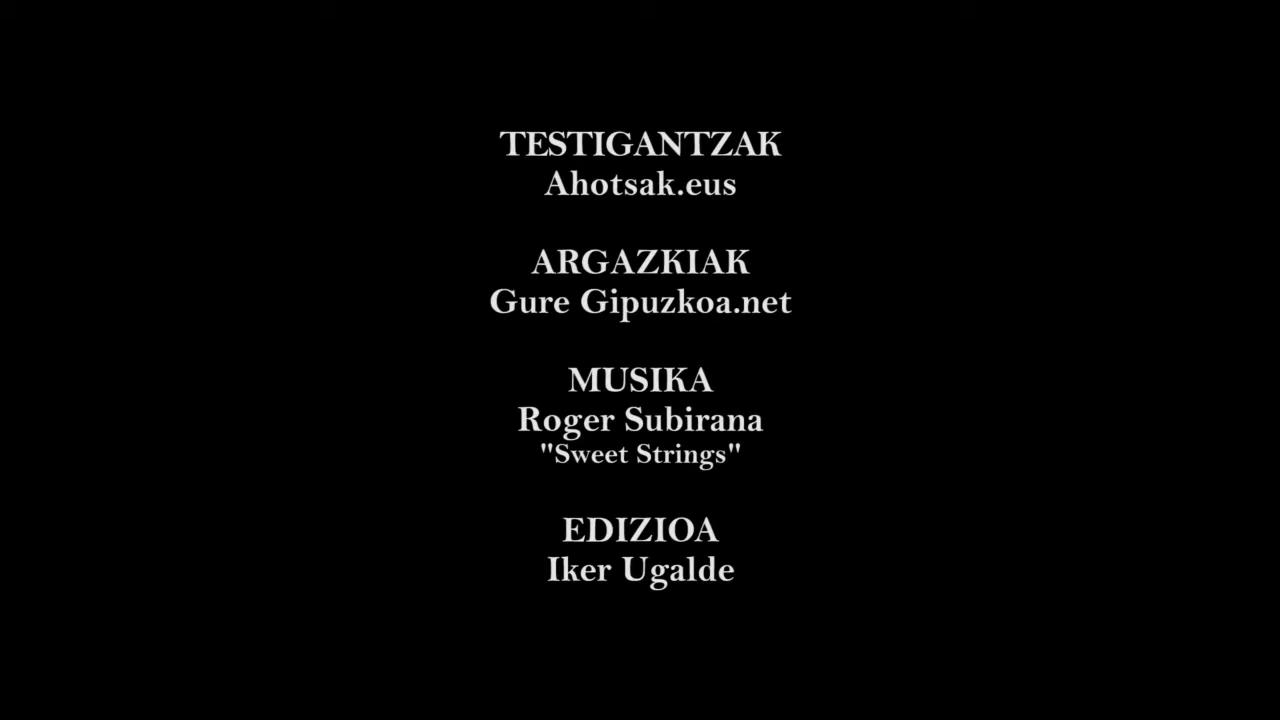 TESTIGANTZAK
Ahotsak.eus
ARGAZKIAK
Gure Gipuzkoa.net
MUSIKA
Roger Subirana
"Sweet Strings"
EDIZIOA
Iker Ugalde